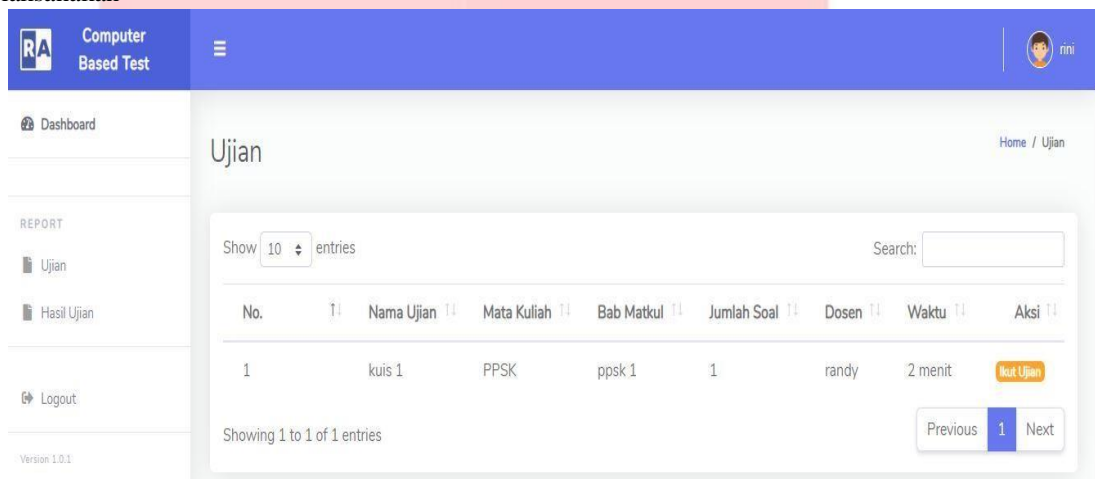 RA
Computer
Based Test
rini
Dashboard
Ujian
Home / Ujian
REPORT
Ujian
Hasil Ujian
Logout
Version 1.0.1
Show 10 entries
Search:
No. Nama Ujian Mata Kuliah Bab Matkul Jumlah Soal Dosen Waktu Aksi
1 kuis 1 PPSK ppsk 1 1 randy 2 menit Ikut Ujian
Showing 1 to 1 of 1 entries
Previous 1 Next